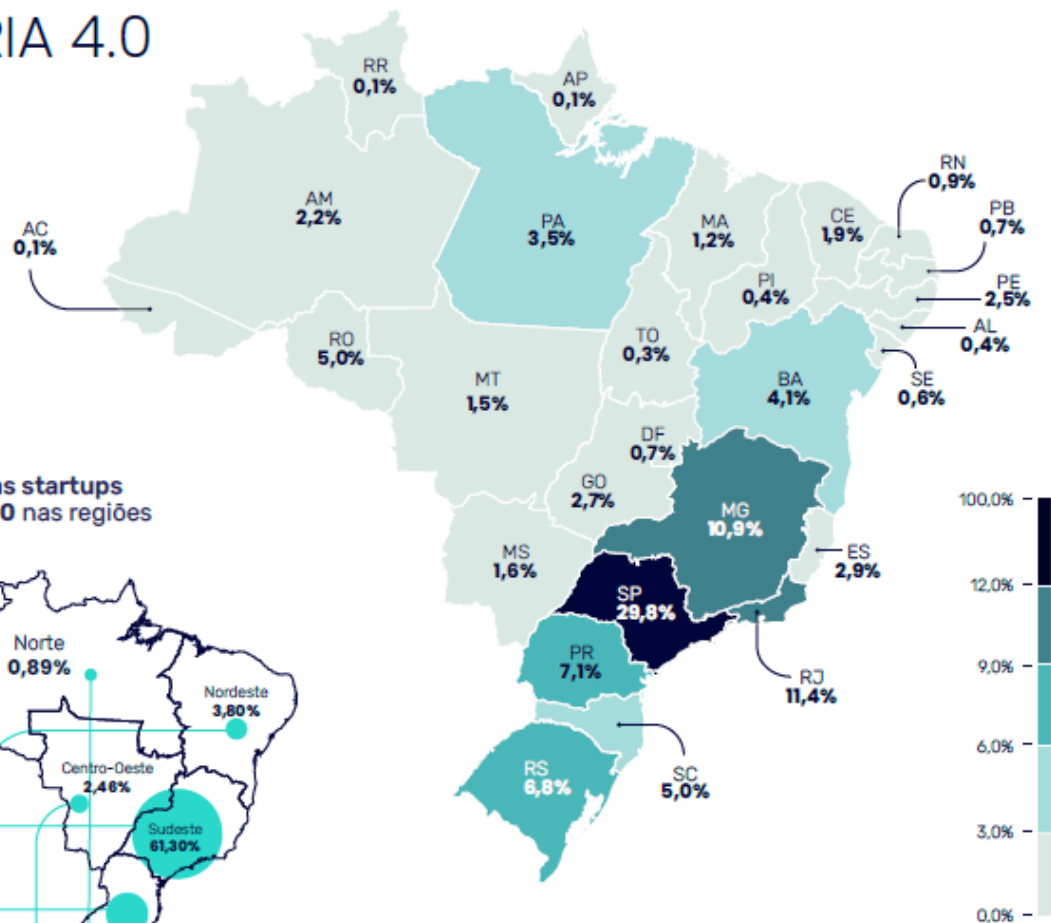 RIA 4.0
RR
0,1%
AP
0,1%
AM
2,2%
PA
3,5%
AC
0,1%
MA
1,2%
CE
1,9%
RN
0,9%
PB
0,7%
PI
0,4%
PE
2,5%
AL
0,4%
SE
0,6%
RO
5,0%
TO
0,3%
MT
1,5%
BA
4,1%
DF
0,7%
GO
2,7%
MG
10,9%
ES
2,9%
MS
1,6%
SP
29,8%
RJ
11,4%
PR
7,1%
SC
5,0%
RS
6,8%
100,0%
12,0%
9,0%
6,0%
3,0%
0,0%
as startups
0 nas regiões
Norte
0,89%
Nordeste
3,80%
Centro-Oeste
2,46%
Sudeste
61,30%